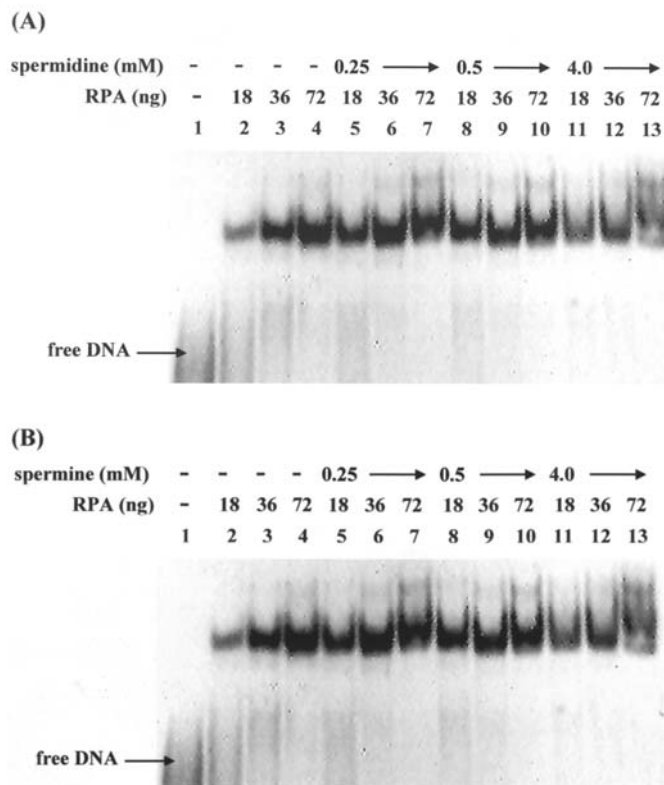 (A)
spermidine (mM) - - - - 0.25 → 0.5 → 4.0 →
RPA (ng) - 18 36 72 18 36 72 18 36 72 18 36 72
1 2 3 4 5 6 7 8 9 10 11 12 13
free DNA →
(B)
spermine (mM) - - - - 0.25 → 0.5 → 4.0 →
RPA (ng) - 18 36 72 18 36 72 18 36 72 18 36 72
1 2 3 4 5 6 7 8 9 10 11 12 13
free DNA →